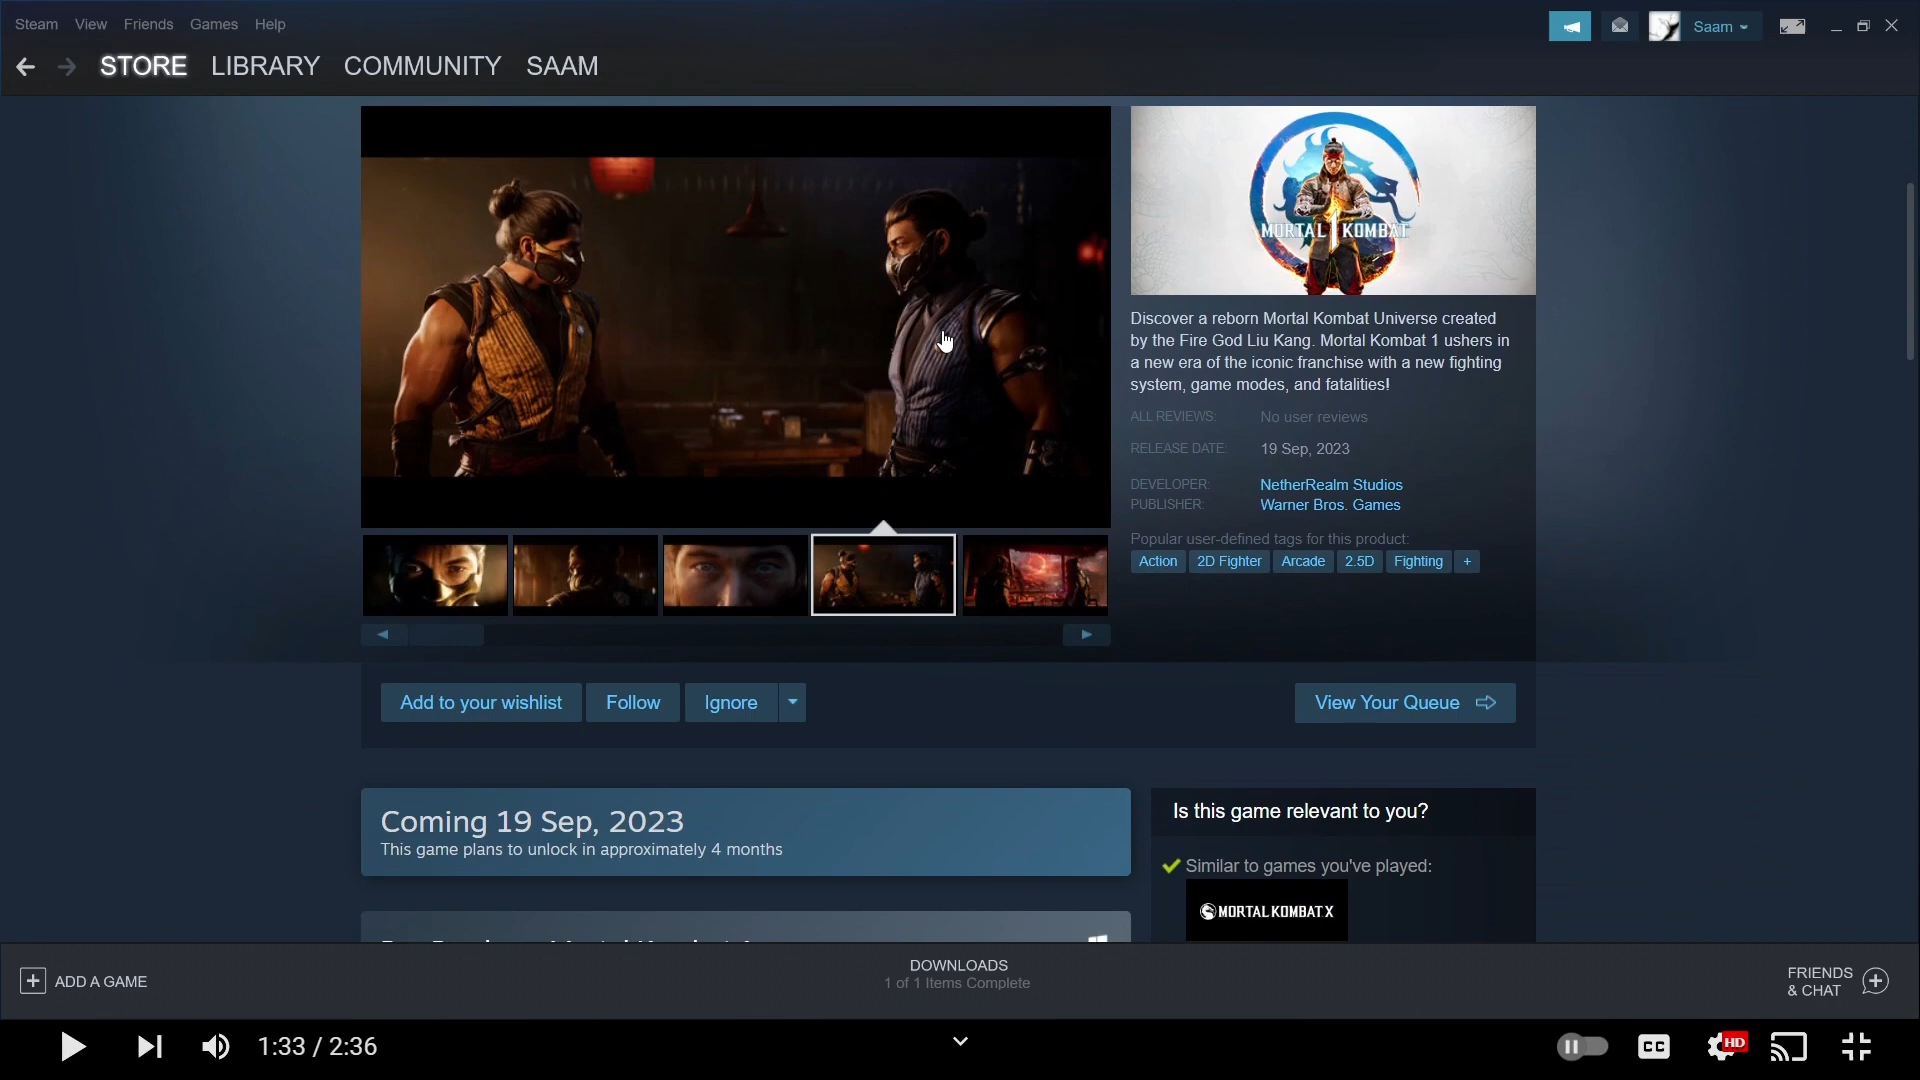 Steam View Friends Games Help
Saam
STORE LIBRARY COMMUNITY SAAM
MORTAL KOMBAT
1
Discover a reborn Mortal Kombat Universe created
by the Fire God Liu Kang. Mortal Kombat 1 ushers in
a new era of the iconic franchise with a new fighting
system, game modes, and fatalities!
ALL REVIEWS: No user reviews
RELEASE DATE: 19 Sep, 2023
DEVELOPER: NetherRealm Studios
PUBLISHER: Warner Bros. Games
Popular user-defined tags for this product:
Action 2D Fighter Arcade 2.5D Fighting +
Add to your wishlist Follow Ignore View Your Queue
Coming 19 Sep, 2023
This game plans to unlock in approximately 4 months
Is this game relevant to you?
Similar to games you've played:
MORTAL KOMBAT X
ADD A GAME
DOWNLOADS
1 of 1 Items Complete
FRIENDS
& CHAT
1:33 / 2:36
CC
HD